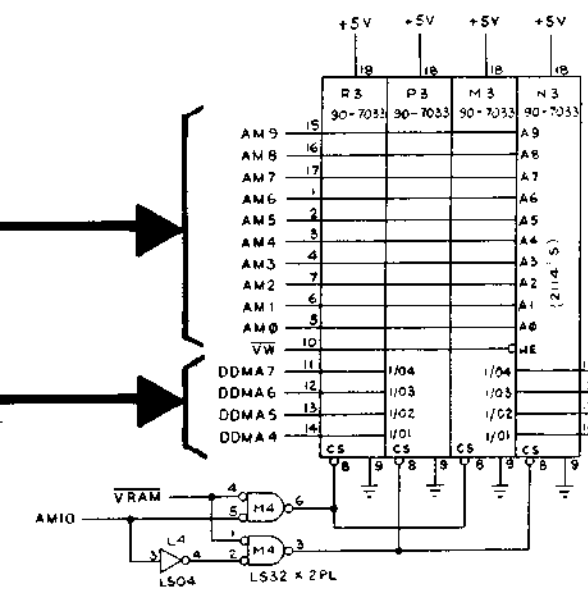 +5V +5V +5V +5V
18 18 18 18
R3 P3 M3 N3
90-7033 90-7033 90-7033 90-7033
AM9 15 A9
AM8 16 A8
AM7 17 A7
AM6 1 A6
AM5 2 A5
AM4 3 A4
AM3 4 A3
AM2 7 A2
AM1 6 A1
AMØ 5 AØ
(2114'S)
VW 10 WE
DDMA7 11 I/O4 I/O4
DDMA6 12 I/O3 I/O3
DDMA5 13 I/O2 I/O2
DDMA4 14 I/O1 I/O1
CS CS CS CS
8 9 8 9 8 9 8 9
VRAM 4 M4 6
AM10 5
L4 1 M4 3
3 4 2
LS04 LS32 x 2PL